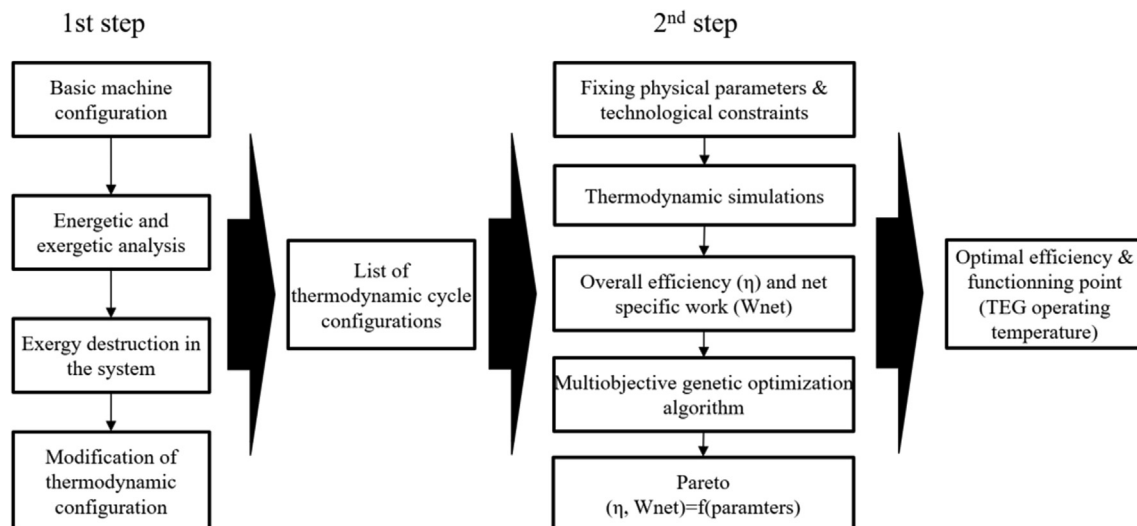 1st step
Basic machine
configuration
Energetic and
exergetic analysis
Exergy destruction in
the system
Modification of
thermodynamic
configuration
List of
thermodynamic cycle
configurations
2nd step
Fixing physical parameters &
technological constraints
Thermodynamic simulations
Overall efficiency (η) and net
specific work (Wnet)
Multiobjective genetic optimization
algorithm
Pareto
(η, Wnet)=f(paramters)
Optimal efficiency &
functionning point
(TEG operating
temperature)